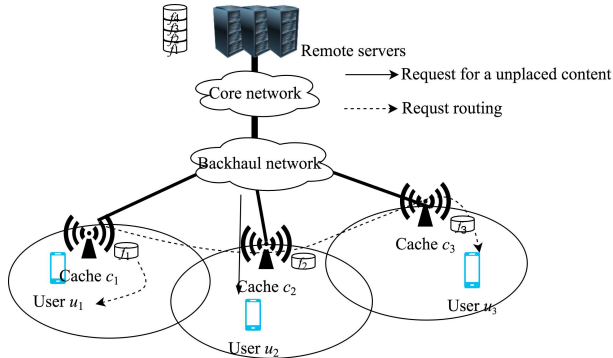 f₄
f₃
f₂
f₁
Remote servers
Request for a unplaced content
Core network
Requst routing
Backhaul network
f₃
Cache c₃
f₁
f₂
Cache c₁
Cache c₂
User u₁
User u₃
User u₂